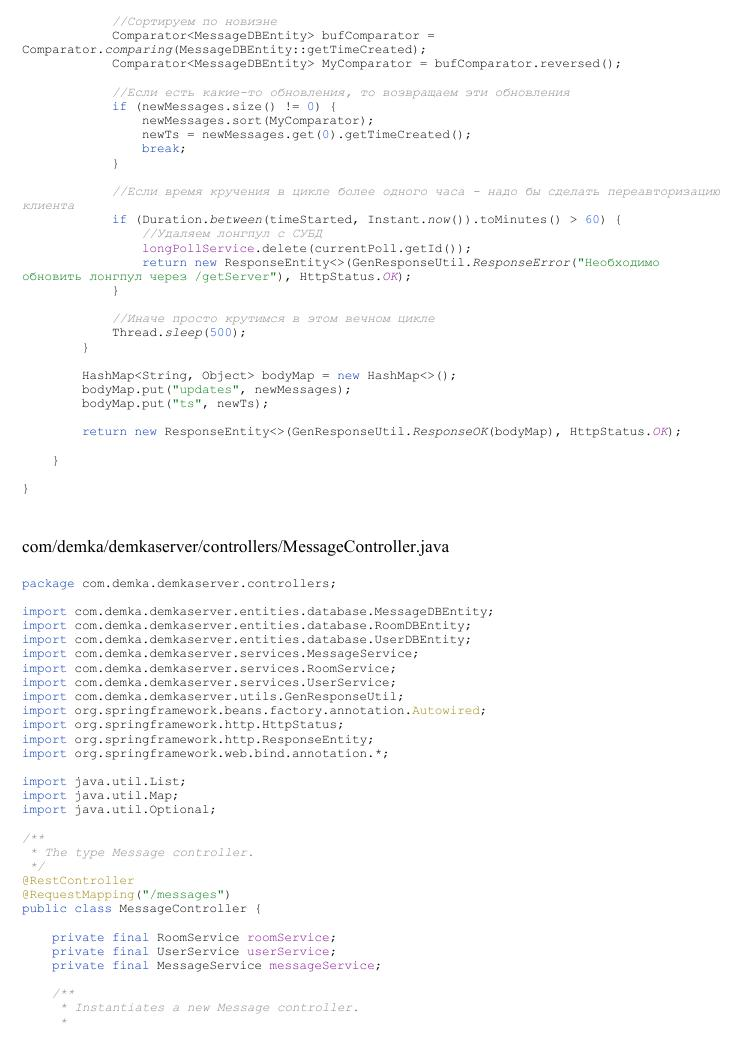 //Сортируем по новизне
Comparator<MessageDBEntity> bufComparator =
Comparator.comparing(MessageDBEntity::getTimeCreated);
Comparator<MessageDBEntity> MyComparator = bufComparator.reversed();
//Если есть какие-то обновления, то возвращаем эти обновления
if (newMessages.size() != 0) {
newMessages.sort(MyComparator);
newTs = newMessages.get(0).getTimeCreated();
break;
}
//Если время кручения в цикле более одного часа - надо бы сделать переавторизацию
клиента
if (Duration.between(timeStarted, Instant.now()).toMinutes() > 60) {
//Удаляем лонгпул с СУБД
longPollService.delete(currentPoll.getId());
return new ResponseEntity<>(GenResponseUtil.ResponseError("Необходимо
обновить лонгпул через /getServer"), HttpStatus.OK);
}
//Иначе просто крутимся в этом вечном цикле
Thread.sleep(500);
}
HashMap<String, Object> bodyMap = new HashMap<>();
bodyMap.put("updates", newMessages);
bodyMap.put("ts", newTs);
return new ResponseEntity<>(GenResponseUtil.ResponseOK(bodyMap), HttpStatus.OK);
}
}
com/demka/demkaserver/controllers/MessageController.java
package com.demka.demkaserver.controllers;
import com.demka.demkaserver.entities.database.MessageDBEntity;
import com.demka.demkaserver.entities.database.RoomDBEntity;
import com.demka.demkaserver.entities.database.UserDBEntity;
import com.demka.demkaserver.services.MessageService;
import com.demka.demkaserver.services.RoomService;
import com.demka.demkaserver.services.UserService;
import com.demka.demkaserver.utils.GenResponseUtil;
import org.springframework.beans.factory.annotation.Autowired;
import org.springframework.http.HttpStatus;
import org.springframework.http.ResponseEntity;
import org.springframework.web.bind.annotation.*;
import java.util.List;
import java.util.Map;
import java.util.Optional;
/**
* The type Message controller.
*/
@RestController
@RequestMapping("/messages")
public class MessageController {
private final RoomService roomService;
private final UserService userService;
private final MessageService messageService;
/**
* Instantiates a new Message controller.
*